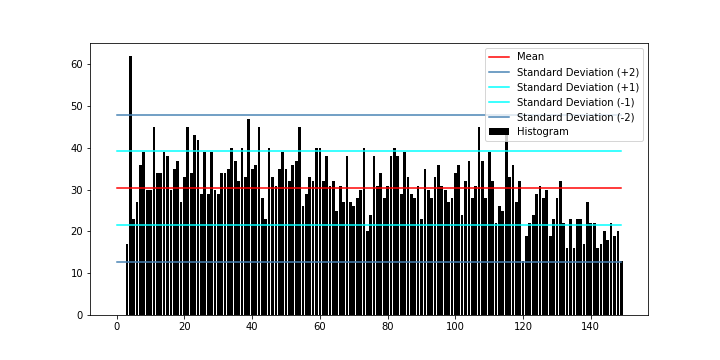 60
50
40
30
20
10
0
0 20 40 60 80 100 120 140
Mean
Standard Deviation (+2)
Standard Deviation (+1)
Standard Deviation (-1)
Standard Deviation (-2)
Histogram